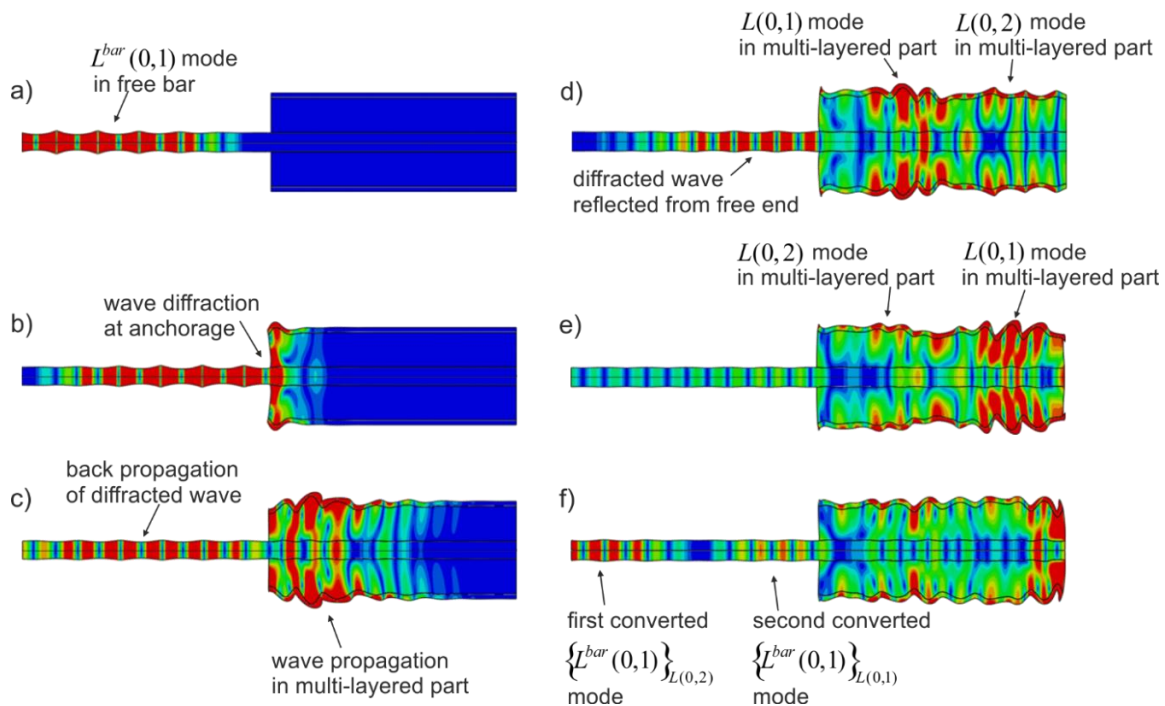 a)
L^bar (0,1) mode
in free bar
b)
wave diffraction
at anchorage
c)
back propagation
of diffracted wave
wave propagation
in multi-layered part
d)
L(0,1) mode
in multi-layered part
L(0,2) mode
in multi-layered part
diffracted wave
reflected from free end
e)
L(0,2) mode
in multi-layered part
L(0,1) mode
in multi-layered part
f)
first converted
{L^bar (0,1)}_L(0,2)
mode
second converted
{L^bar (0,1)}_L(0,1)
mode